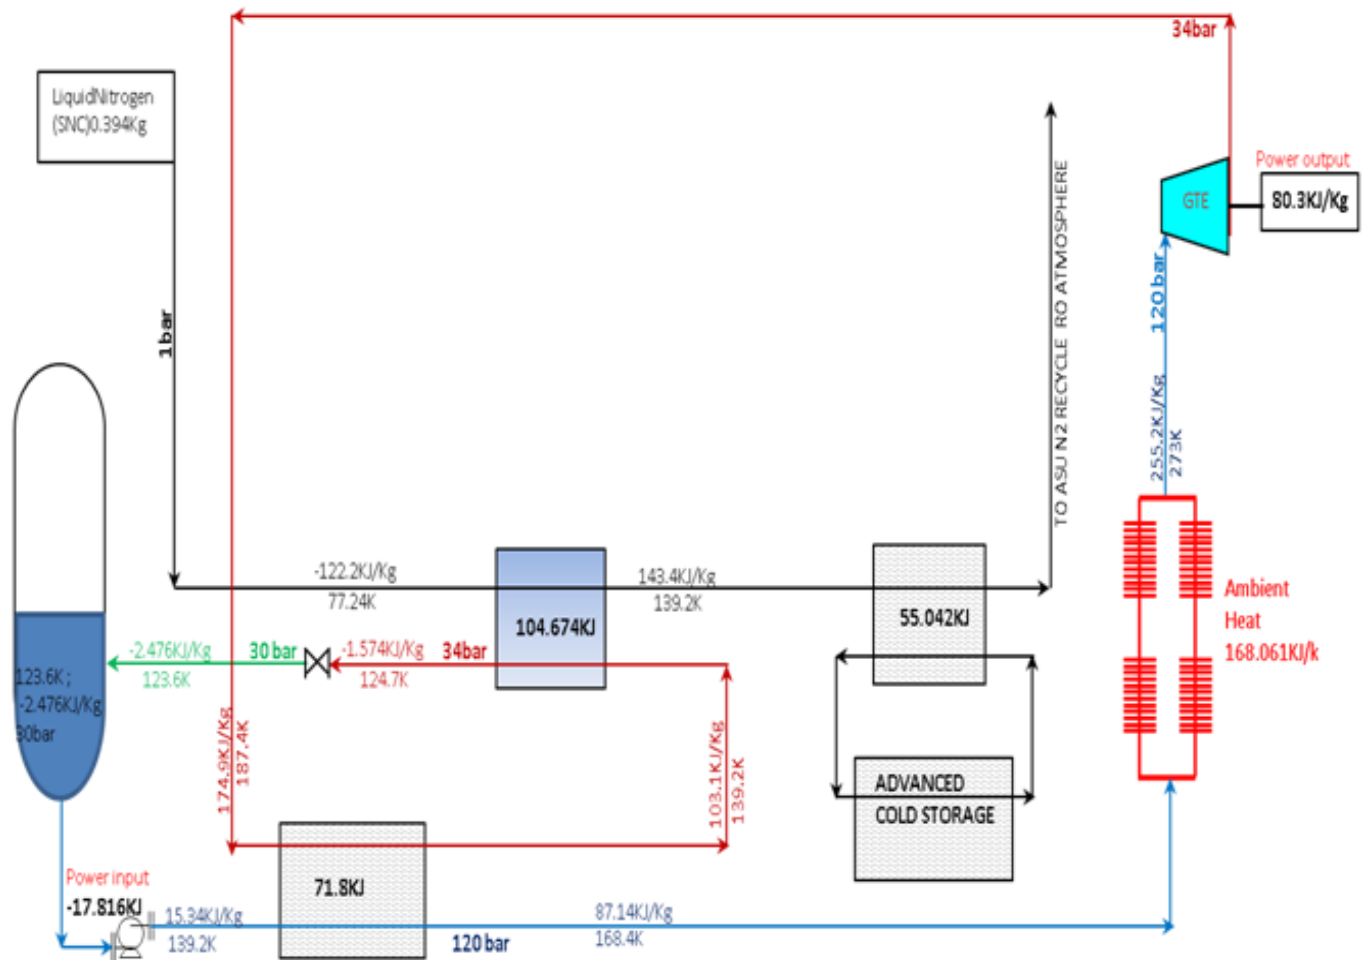 34bar
LiquidNitrogen
(SNC)0.394Kg
Power output
GTE
80.3KJ/Kg
TO ASU N2 RECYCLE RO ATMOSPHERE
120 bar
1bar
255.2KJ/Kg
273K
-122.2KJ/Kg
77.24K
143.4KJ/Kg
139.2K
104.674KJ
55.042KJ
Ambient
Heat
168.061KJ/k
-2.476KJ/Kg
30 bar
123.6K
-1.574KJ/Kg
34bar
124.7K
123.6K ;
-2.476KJ/Kg
30bar
174.9KJ/Kg
187.4K
103.1KJ/Kg
139.2K
ADVANCED
COLD STORAGE
Power input
-17.816KJ
71.8KJ
15.34KJ/Kg
139.2K
87.14KJ/Kg
120 bar
168.4K